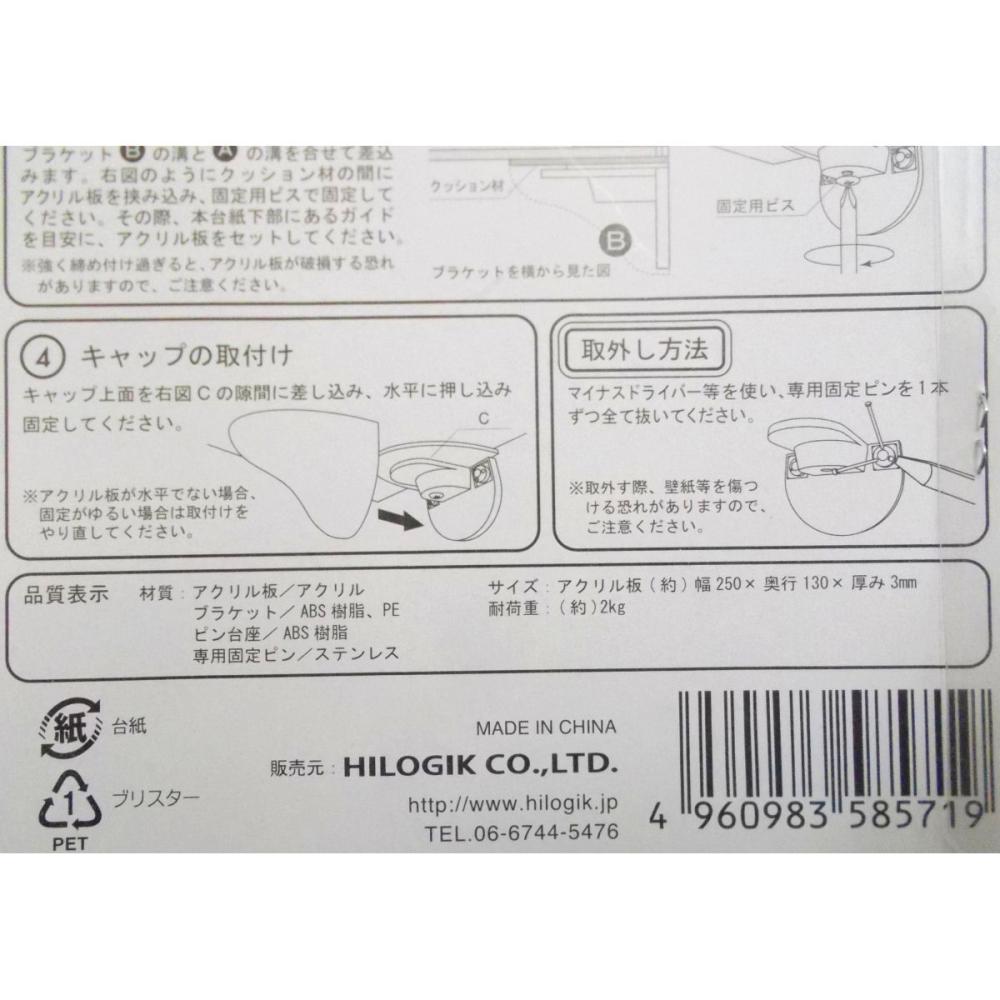 ブラケット B の溝と A の溝を合せて差込
みます。右図のようにクッション材の間に
アクリル板を挟み込み、固定用ビスで固定して
ください。その際、本台紙下部にあるガイド
を目安に、アクリル板をセットしてください。
※強く締め付け過ぎると、アクリル板が破損する恐れ
がありますので、ご注意ください。
クッション材
B
ブラケットを横から見た図
固定用ビス
4 キャップの取付け
キャップ上面を右図Cの隙間に差し込み、水平に押し込み
固定してください。
C
※アクリル板が水平でない場合、
固定がゆるい場合は取付けを
やり直してください。
取外し方法
マイナスドライバー等を使い、専用固定ピンを1本
ずつ全て抜いてください。
※取外す際、壁紙等を傷つ
ける恐れがありますので、
ご注意ください。
品質表示 材質：アクリル板／アクリル
ブラケット／ABS樹脂、PE
ピン台座／ABS樹脂
専用固定ピン／ステンレス
サイズ：アクリル板（約）幅250×奥行130×厚み3mm
耐荷重：（約）2kg
紙 台紙
1 ブリスター
PET
MADE IN CHINA
販売元：HILOGIK CO.,LTD.
http://www.hilogik.jp
TEL.06-6744-5476
4 960983 585719